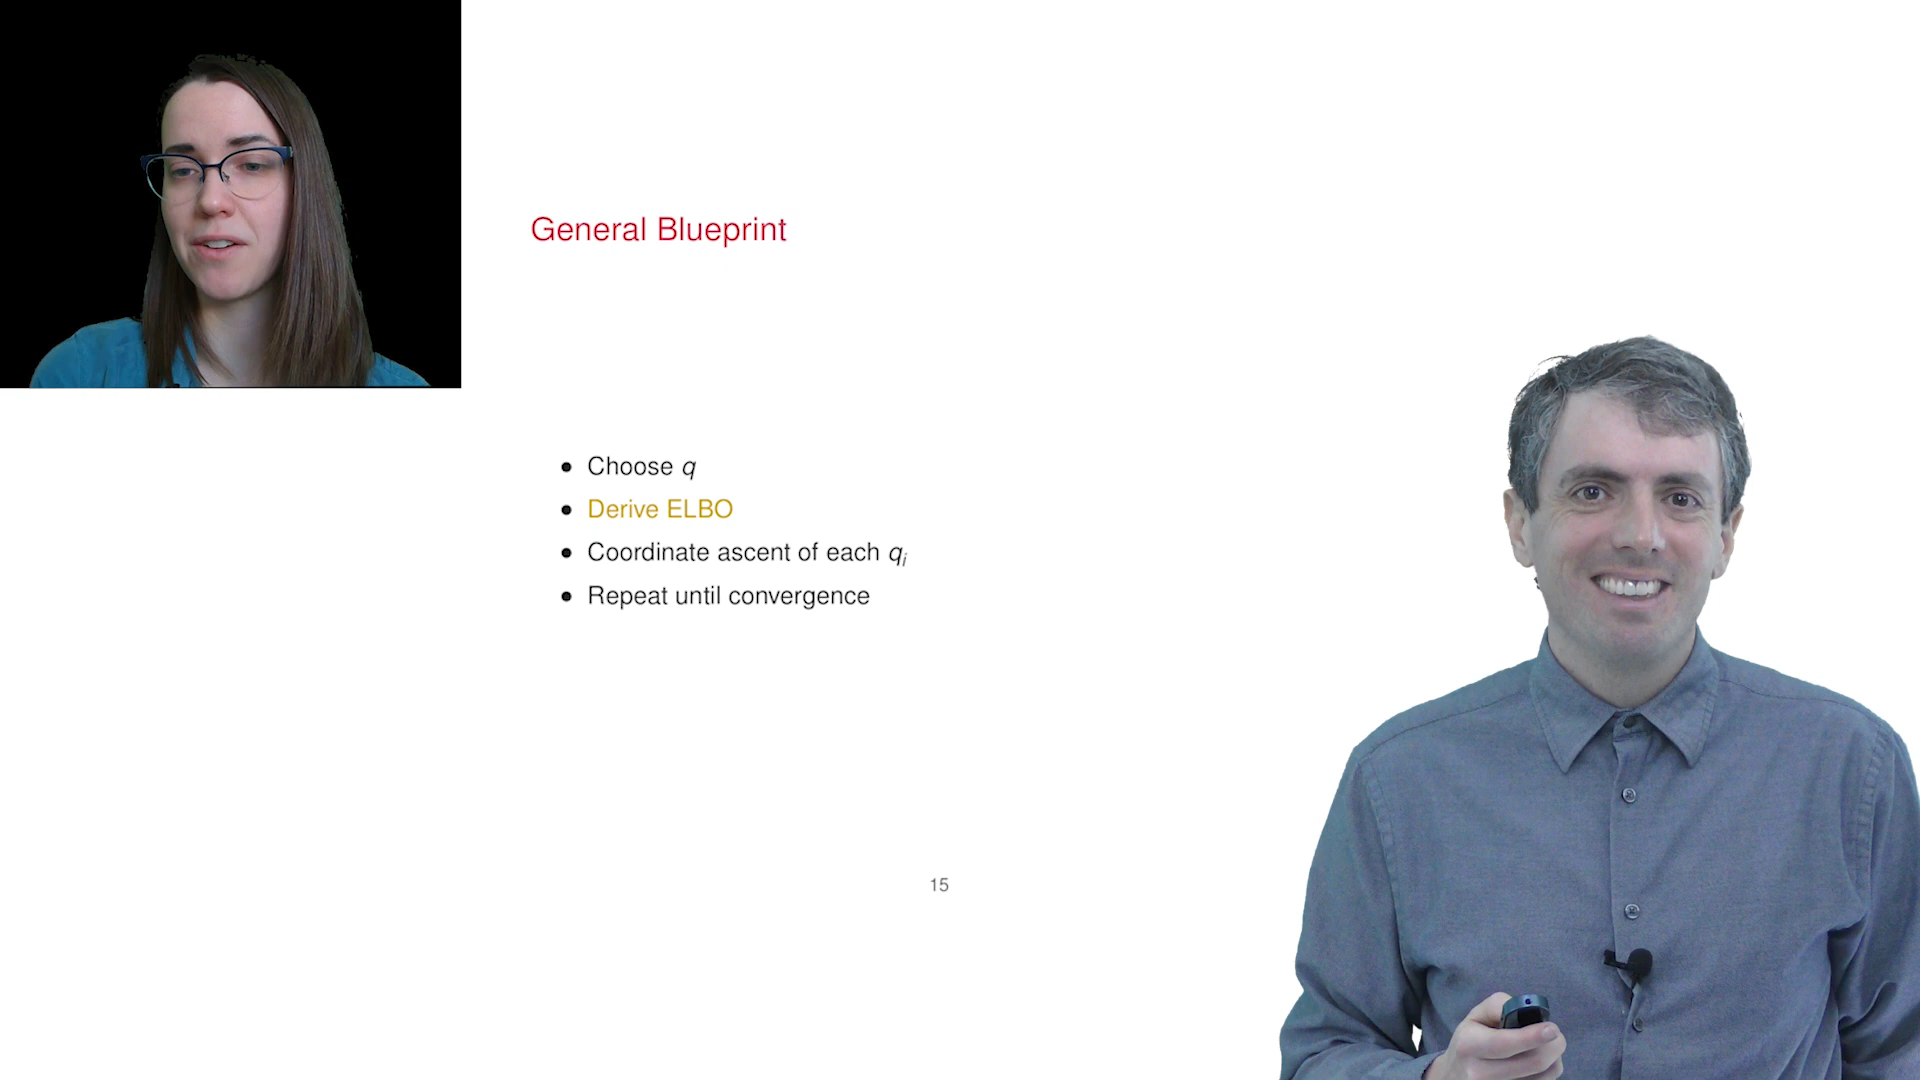 General Blueprint
• Choose q
• Derive ELBO
• Coordinate ascent of each qᵢ
• Repeat until convergence
15